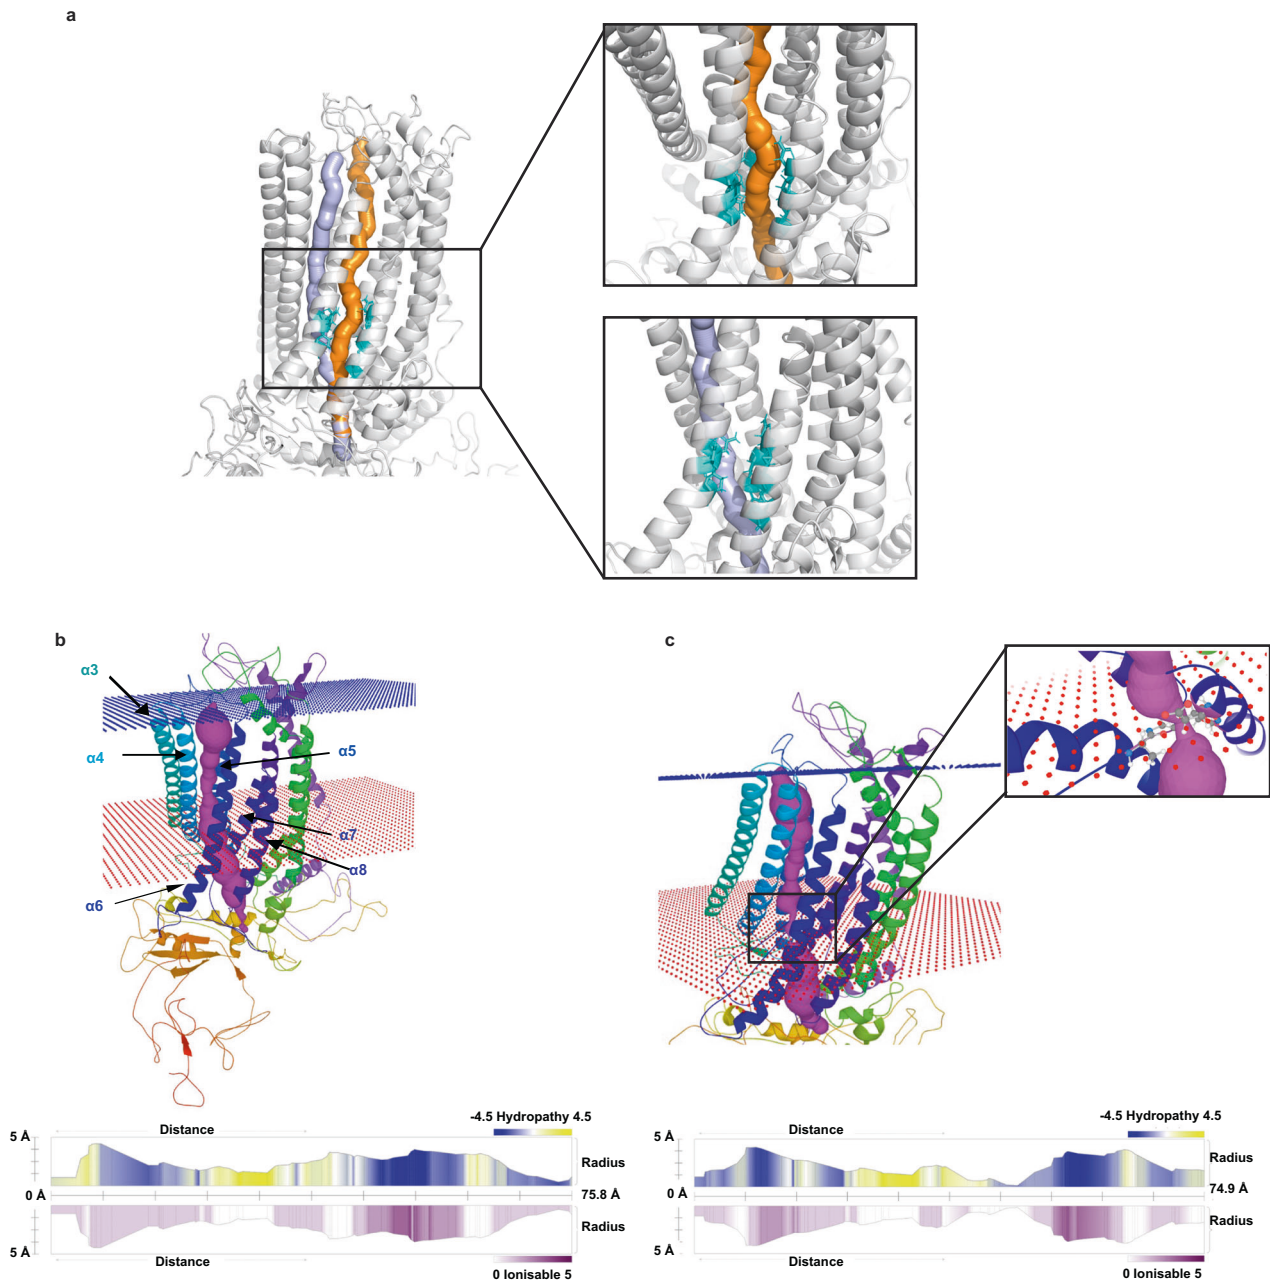 a
b
α3
α4
α5
α7
α8
α6
c
-4.5 Hydropathy 4.5
Distance
5 Å
Radius
0 Å
75.8 Å
Radius
5 Å
Distance
0 Ionisable 5
-4.5 Hydropathy 4.5
Distance
5 Å
Radius
0 Å
74.9 Å
Radius
5 Å
Distance
0 Ionisable 5